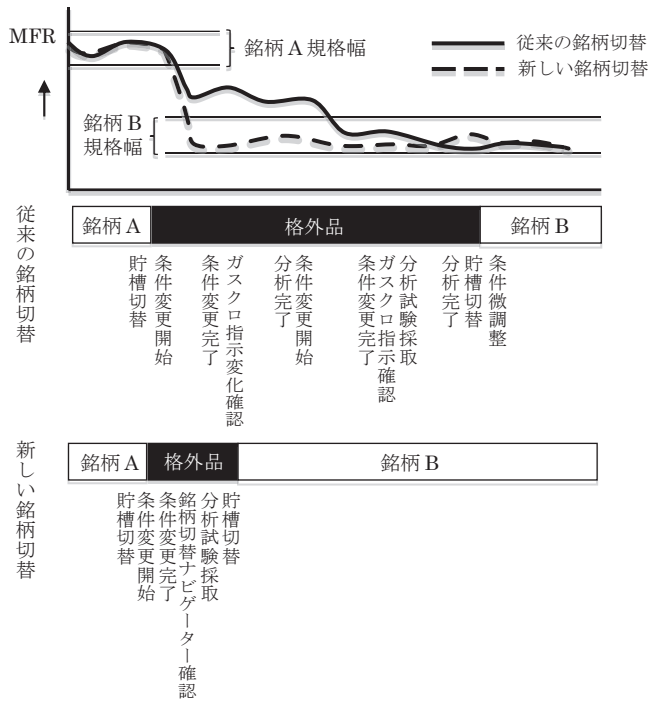 MFR
銘柄 A 規格幅
従来の銘柄切替
新しい銘柄切替
銘柄 B
規格幅
従来の銘柄切替
銘柄 A
格外品
銘柄 B
貯槽切替
条件変更開始
条件変更完了
ガスクロ指示変化確認
分析完了
条件変更開始
条件変更完了
ガスクロ指示確認
分析試験採取
分析完了
貯槽切替
条件微調整
新しい銘柄切替
銘柄 A
格外品
銘柄 B
貯槽切替
条件変更開始
条件変更完了
銘柄切替ナビゲーター確認
分析試験採取
貯槽切替